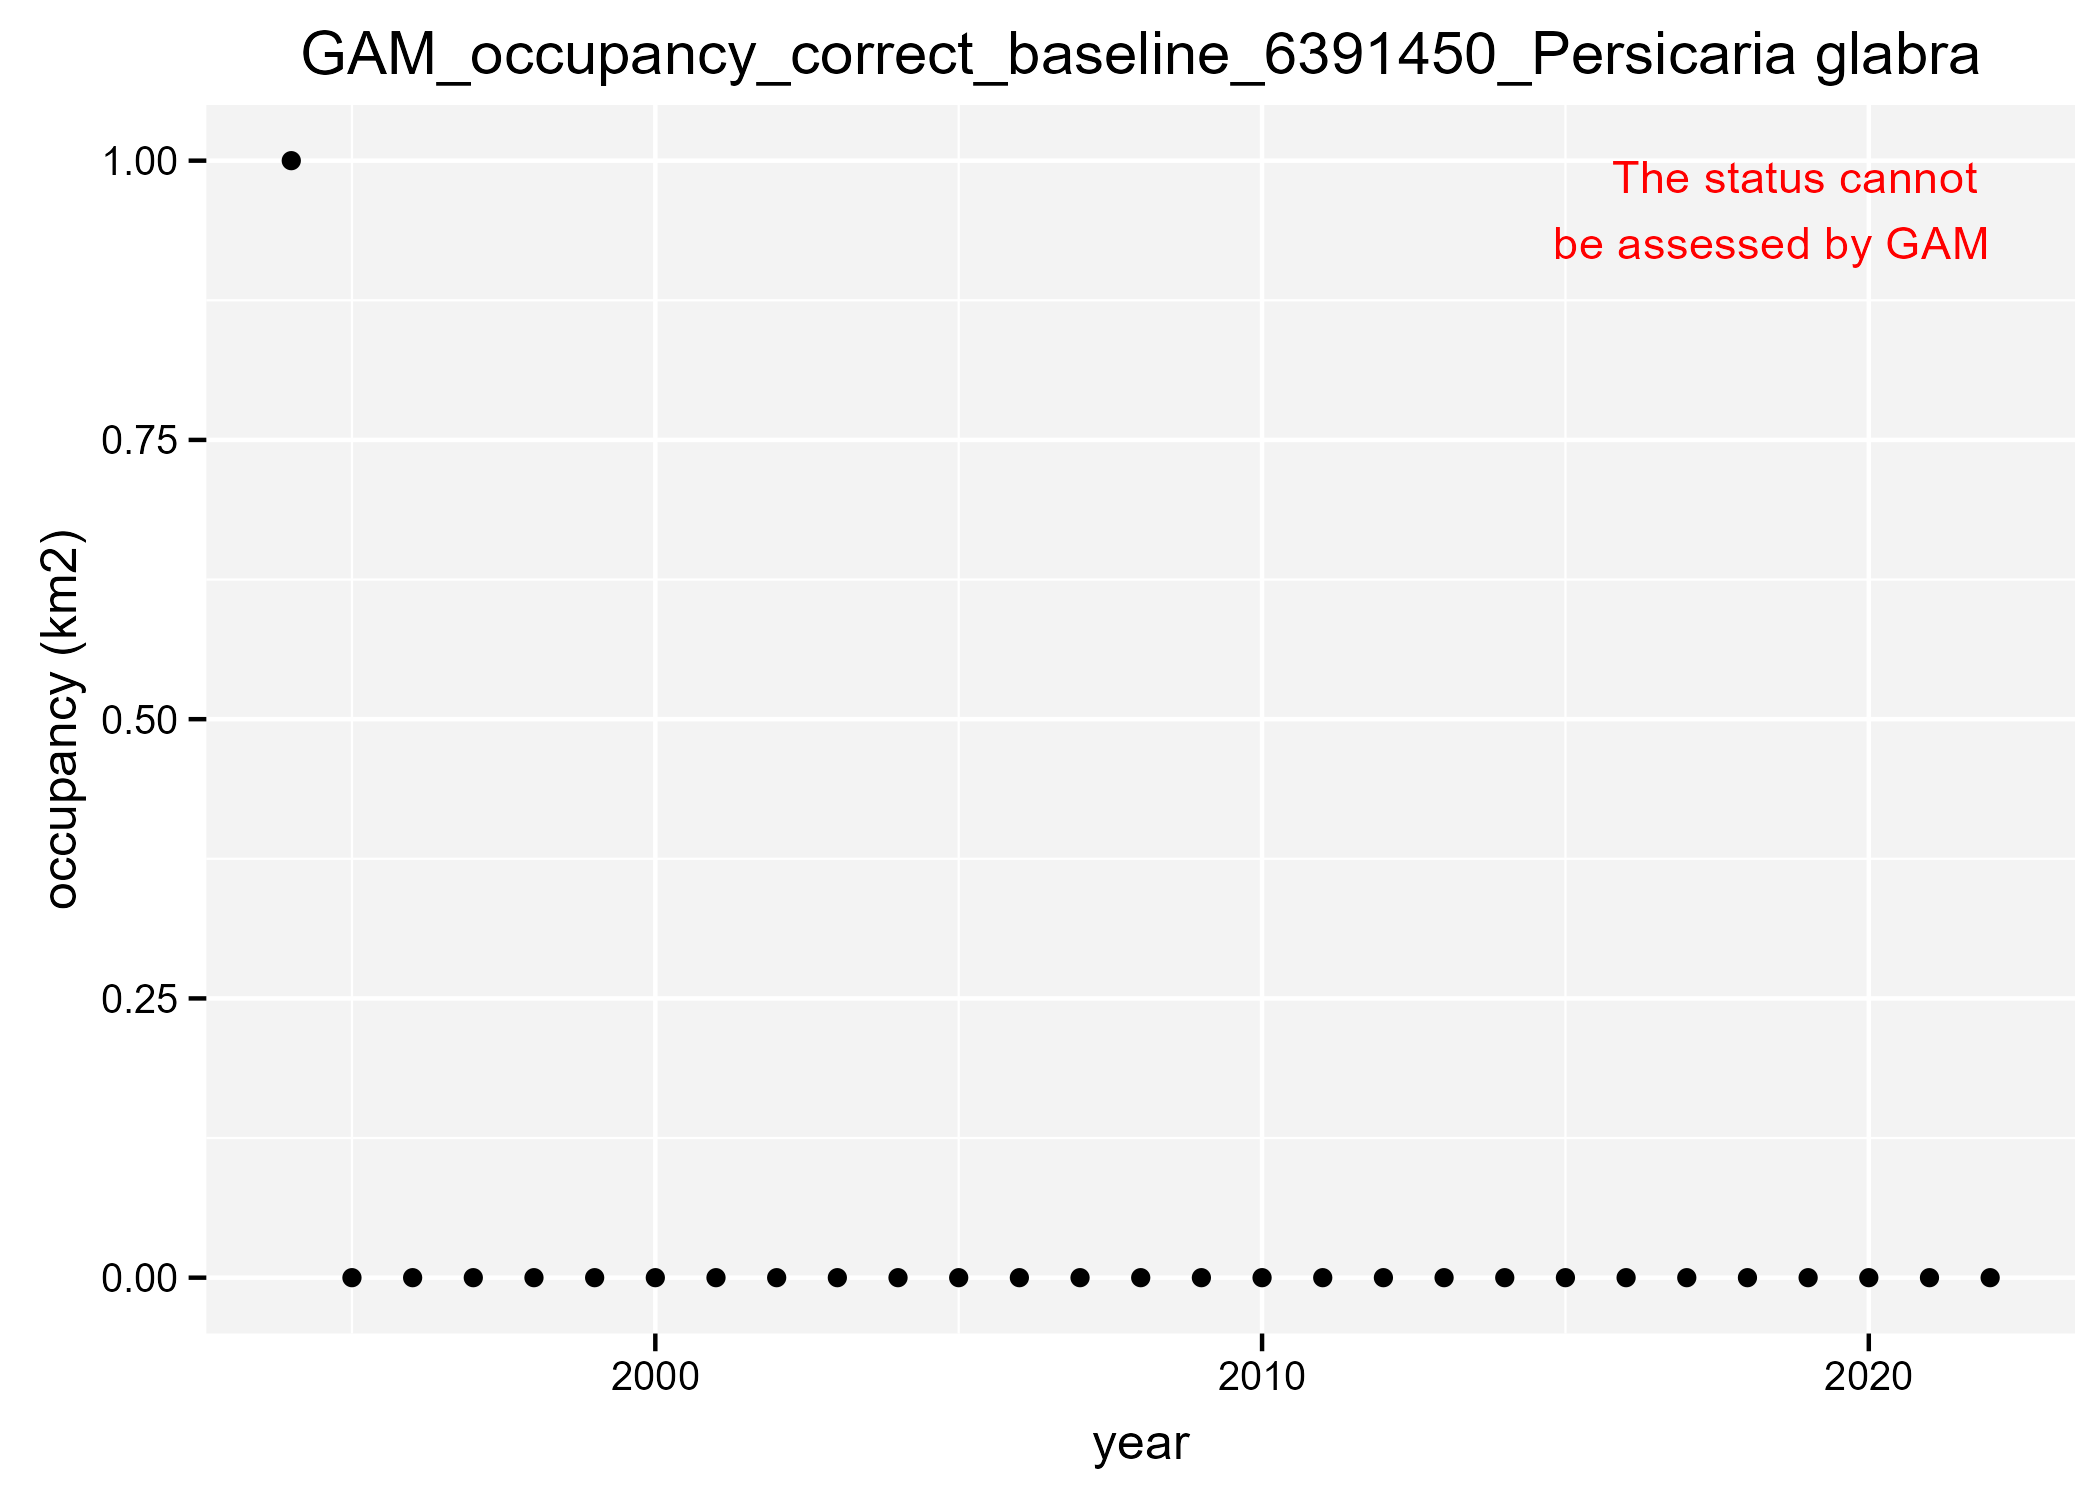 GAM_occupancy_correct_baseline_6391450_Persicaria glabra
The status cannot
be assessed by GAM
1.00
0.75
0.50
0.25
0.00
occupancy (km2)
2000 2010 2020
year